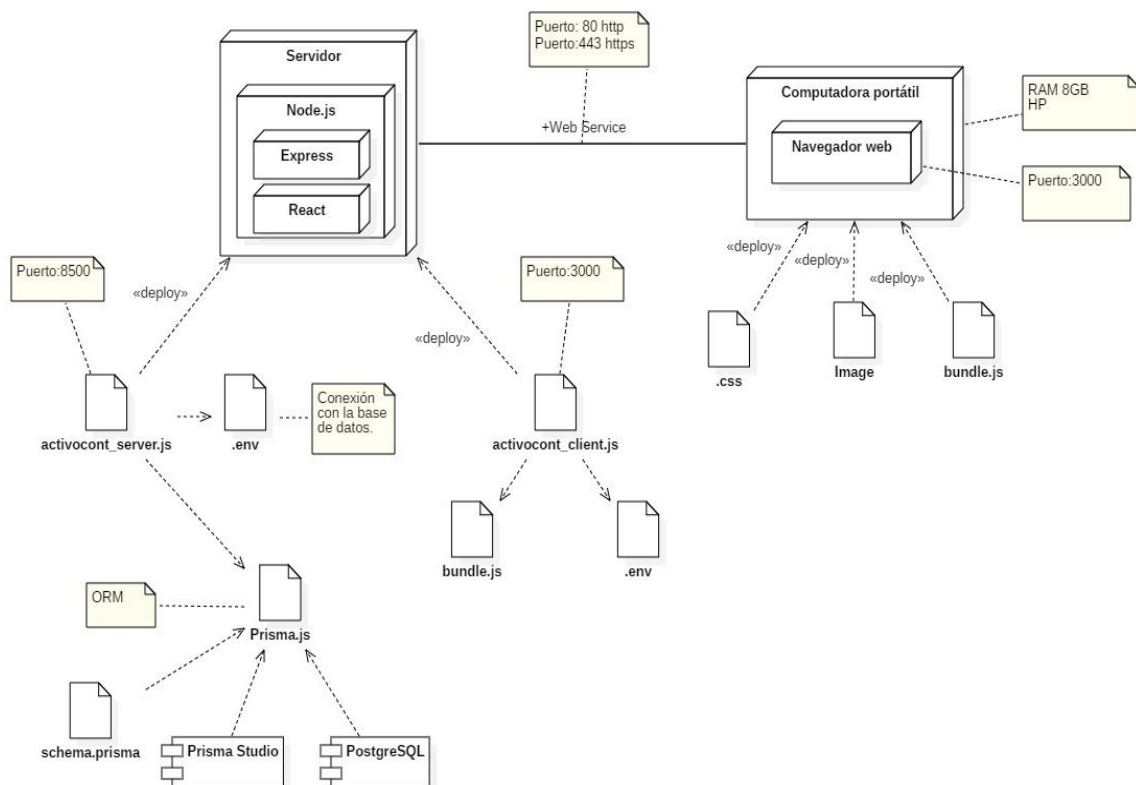 Puerto: 80 http
Puerto:443 https
Servidor
Node.js
Express
React
+Web Service
Computadora portátil
Navegador web
RAM 8GB
HP
Puerto:3000
Puerto:8500
«deploy»
Puerto:3000
«deploy»
«deploy»
«deploy»
«deploy»
.css
Image
bundle.js
activocont_server.js
.env
Conexión
con la base
de datos.
activocont_client.js
bundle.js
.env
ORM
Prisma.js
schema.prisma
Prisma Studio
PostgreSQL